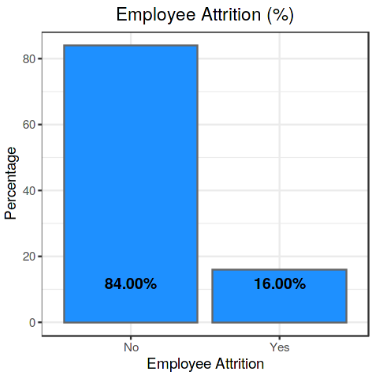 Employee Attrition (%)
Percentage
80
60
40
20
0
84.00%
16.00%
No
Yes
Employee Attrition